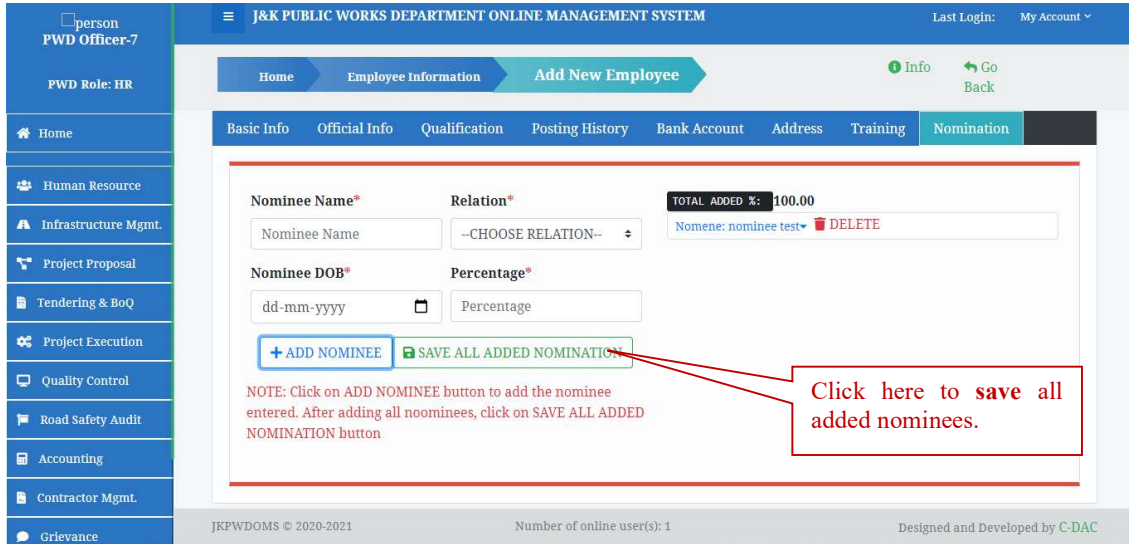 person
PWD Officer-7
PWD Role: HR
Home
Human Resource
Infrastructure Mgmt.
Project Proposal
Tendering & BoQ
Project Execution
Quality Control
Road Safety Audit
Accounting
Contractor Mgmt.
Grievance
J&K PUBLIC WORKS DEPARTMENT ONLINE MANAGEMENT SYSTEM
Last Login: My Account
Home Employee Information Add New Employee
Info Go Back
Basic Info Official Info Qualification Posting History Bank Account Address Training Nomination
Nominee Name* Relation*
Nominee Name --CHOOSE RELATION--
Nominee DOB* Percentage*
dd-mm-yyyy Percentage
ADD NOMINEE SAVE ALL ADDED NOMINATION
NOTE: Click on ADD NOMINEE button to add the nominee
entered. After adding all noominees, click on SAVE ALL ADDED
NOMINATION button
TOTAL ADDED %: 100.00
Nomene: nominee test DELETE
Click here to save all
added nominees.
JKPWDOMS © 2020-2021 Number of online user(s): 1 Designed and Developed by C-DAC